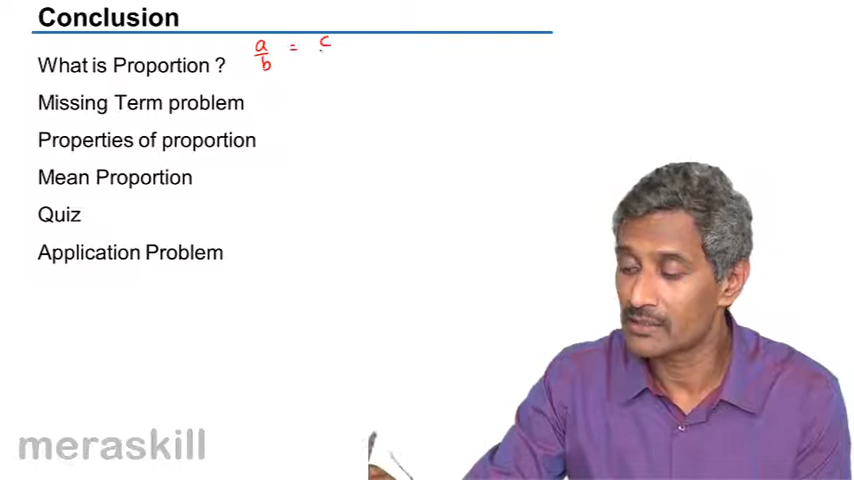 Conclusion
What is Proportion ? a/b = c
Missing Term problem
Properties of proportion
Mean Proportion
Quiz
Application Problem
meraskill